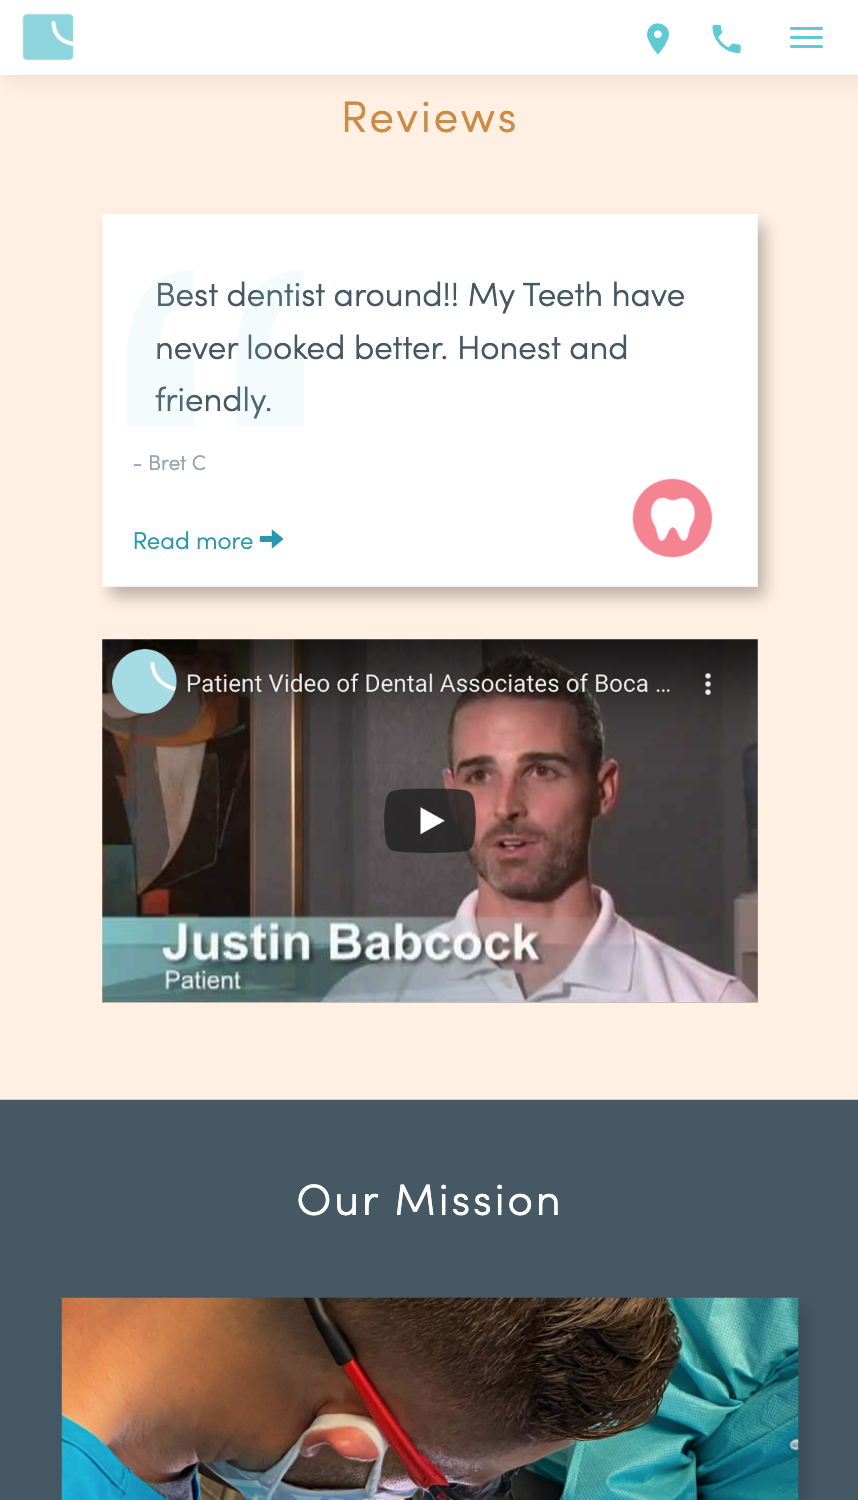 Reviews
Best dentist around!! My Teeth have
never looked better. Honest and
friendly.
- Bret C
Read more
Patient Video of Dental Associates of Boca ...
Justin Babcock
Patient
Our Mission